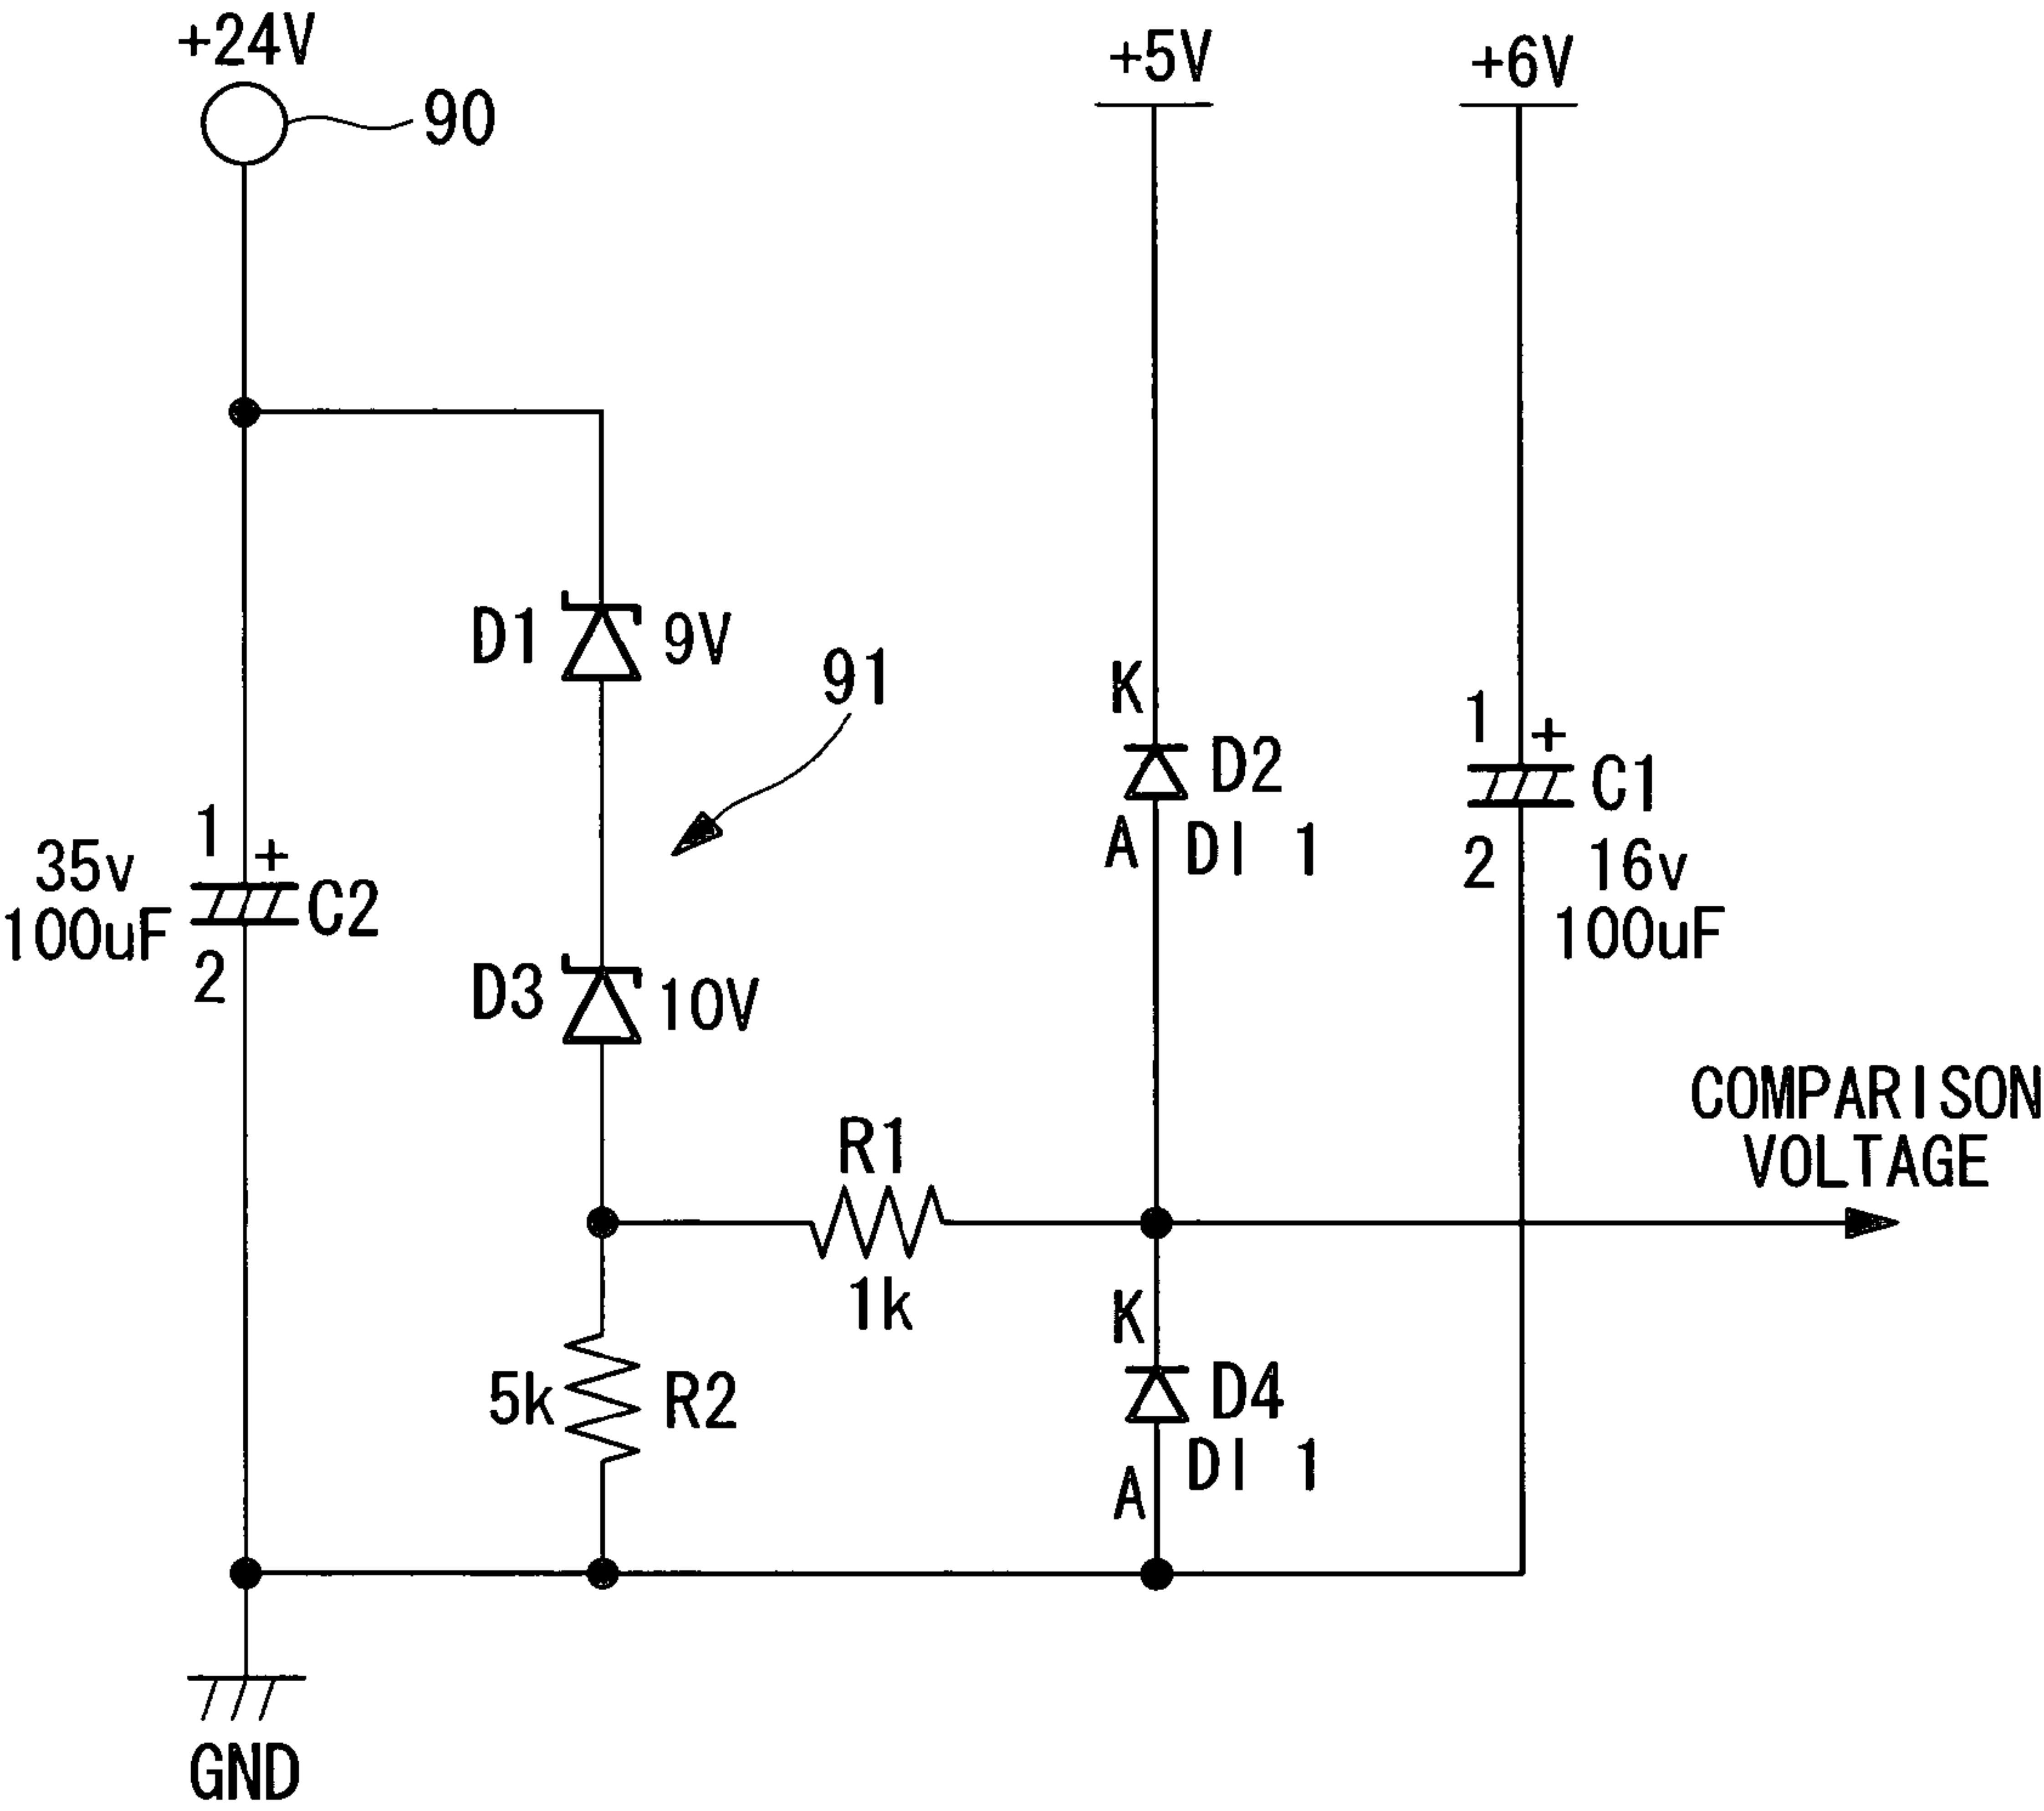 +24V
90
+5V
+6V
D1
9V
91
K
D2
A
DI 1
1
+
C1
2
16v
100uF
1
+
35v
100uF
C2
2
D3
10V
COMPARISON
VOLTAGE
R1
1k
K
D4
DI 1
A
5k
R2
GND